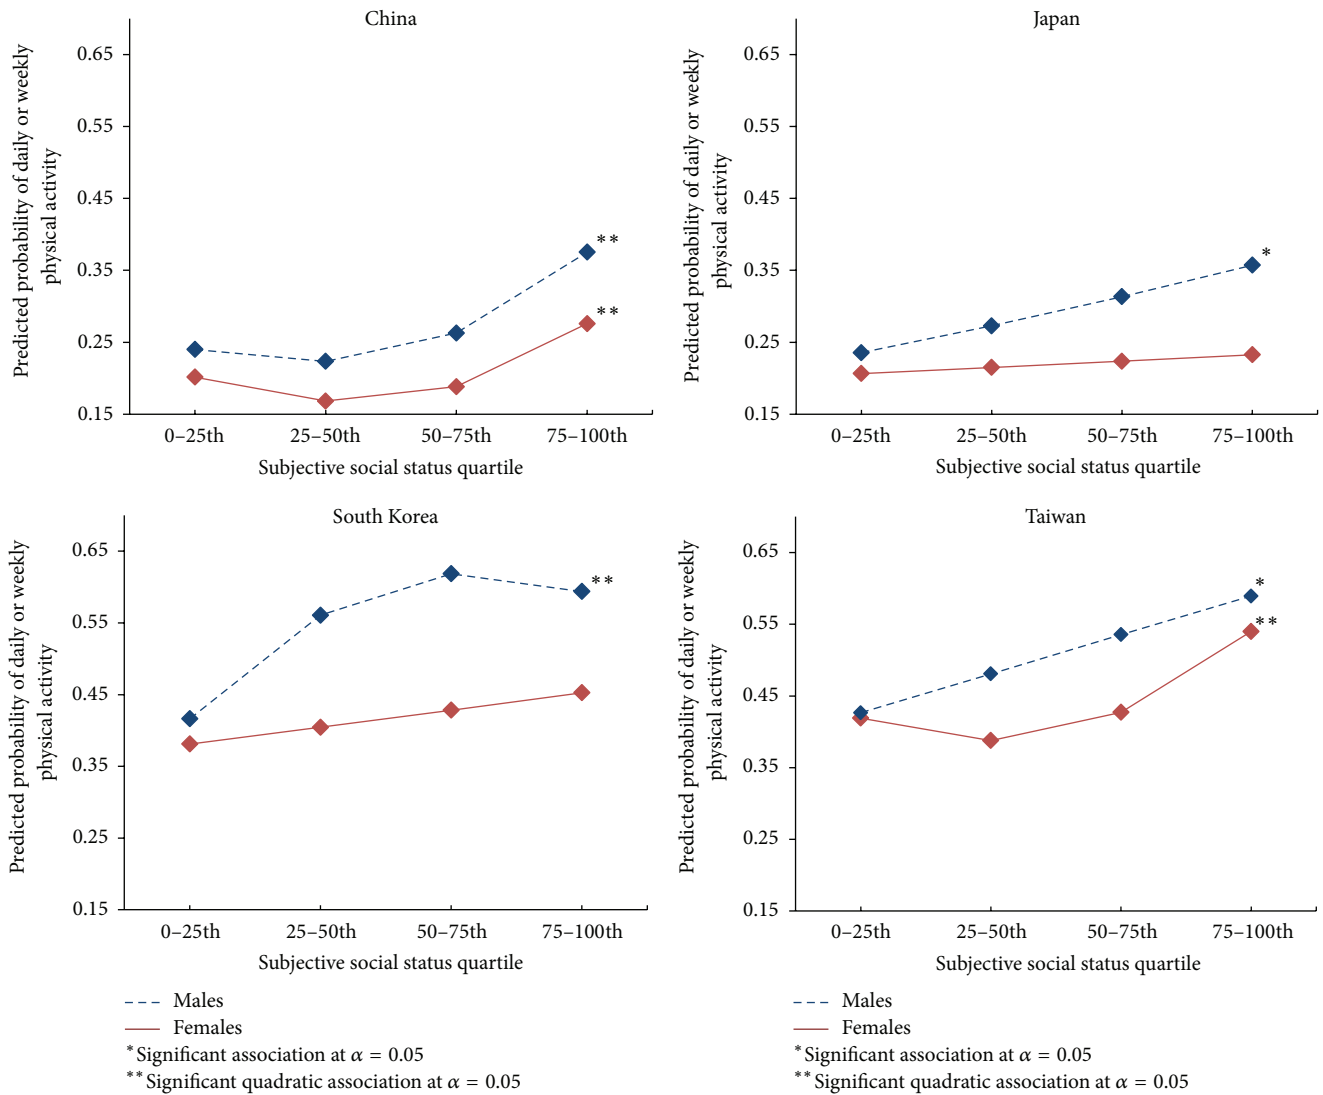 China
Predicted probability of daily or weekly
physical activity
0.65
0.55
0.45
0.35
0.25
0.15
**
**
0–25th 25–50th 50–75th 75–100th
Subjective social status quartile
Japan
Predicted probability of daily or weekly
physical activity
0.65
0.55
0.45
0.35
0.25
0.15
*
0–25th 25–50th 50–75th 75–100th
Subjective social status quartile
South Korea
Predicted probability of daily or weekly
physical activity
0.65
0.55
0.45
0.35
0.25
0.15
**
0–25th 25–50th 50–75th 75–100th
Subjective social status quartile
Males
Females
*Significant association at α = 0.05
**Significant quadratic association at α = 0.05
Taiwan
Predicted probability of daily or weekly
physical activity
0.65
0.55
0.45
0.35
0.25
0.15
*
**
0–25th 25–50th 50–75th 75–100th
Subjective social status quartile
Males
Females
*Significant association at α = 0.05
**Significant quadratic association at α = 0.05